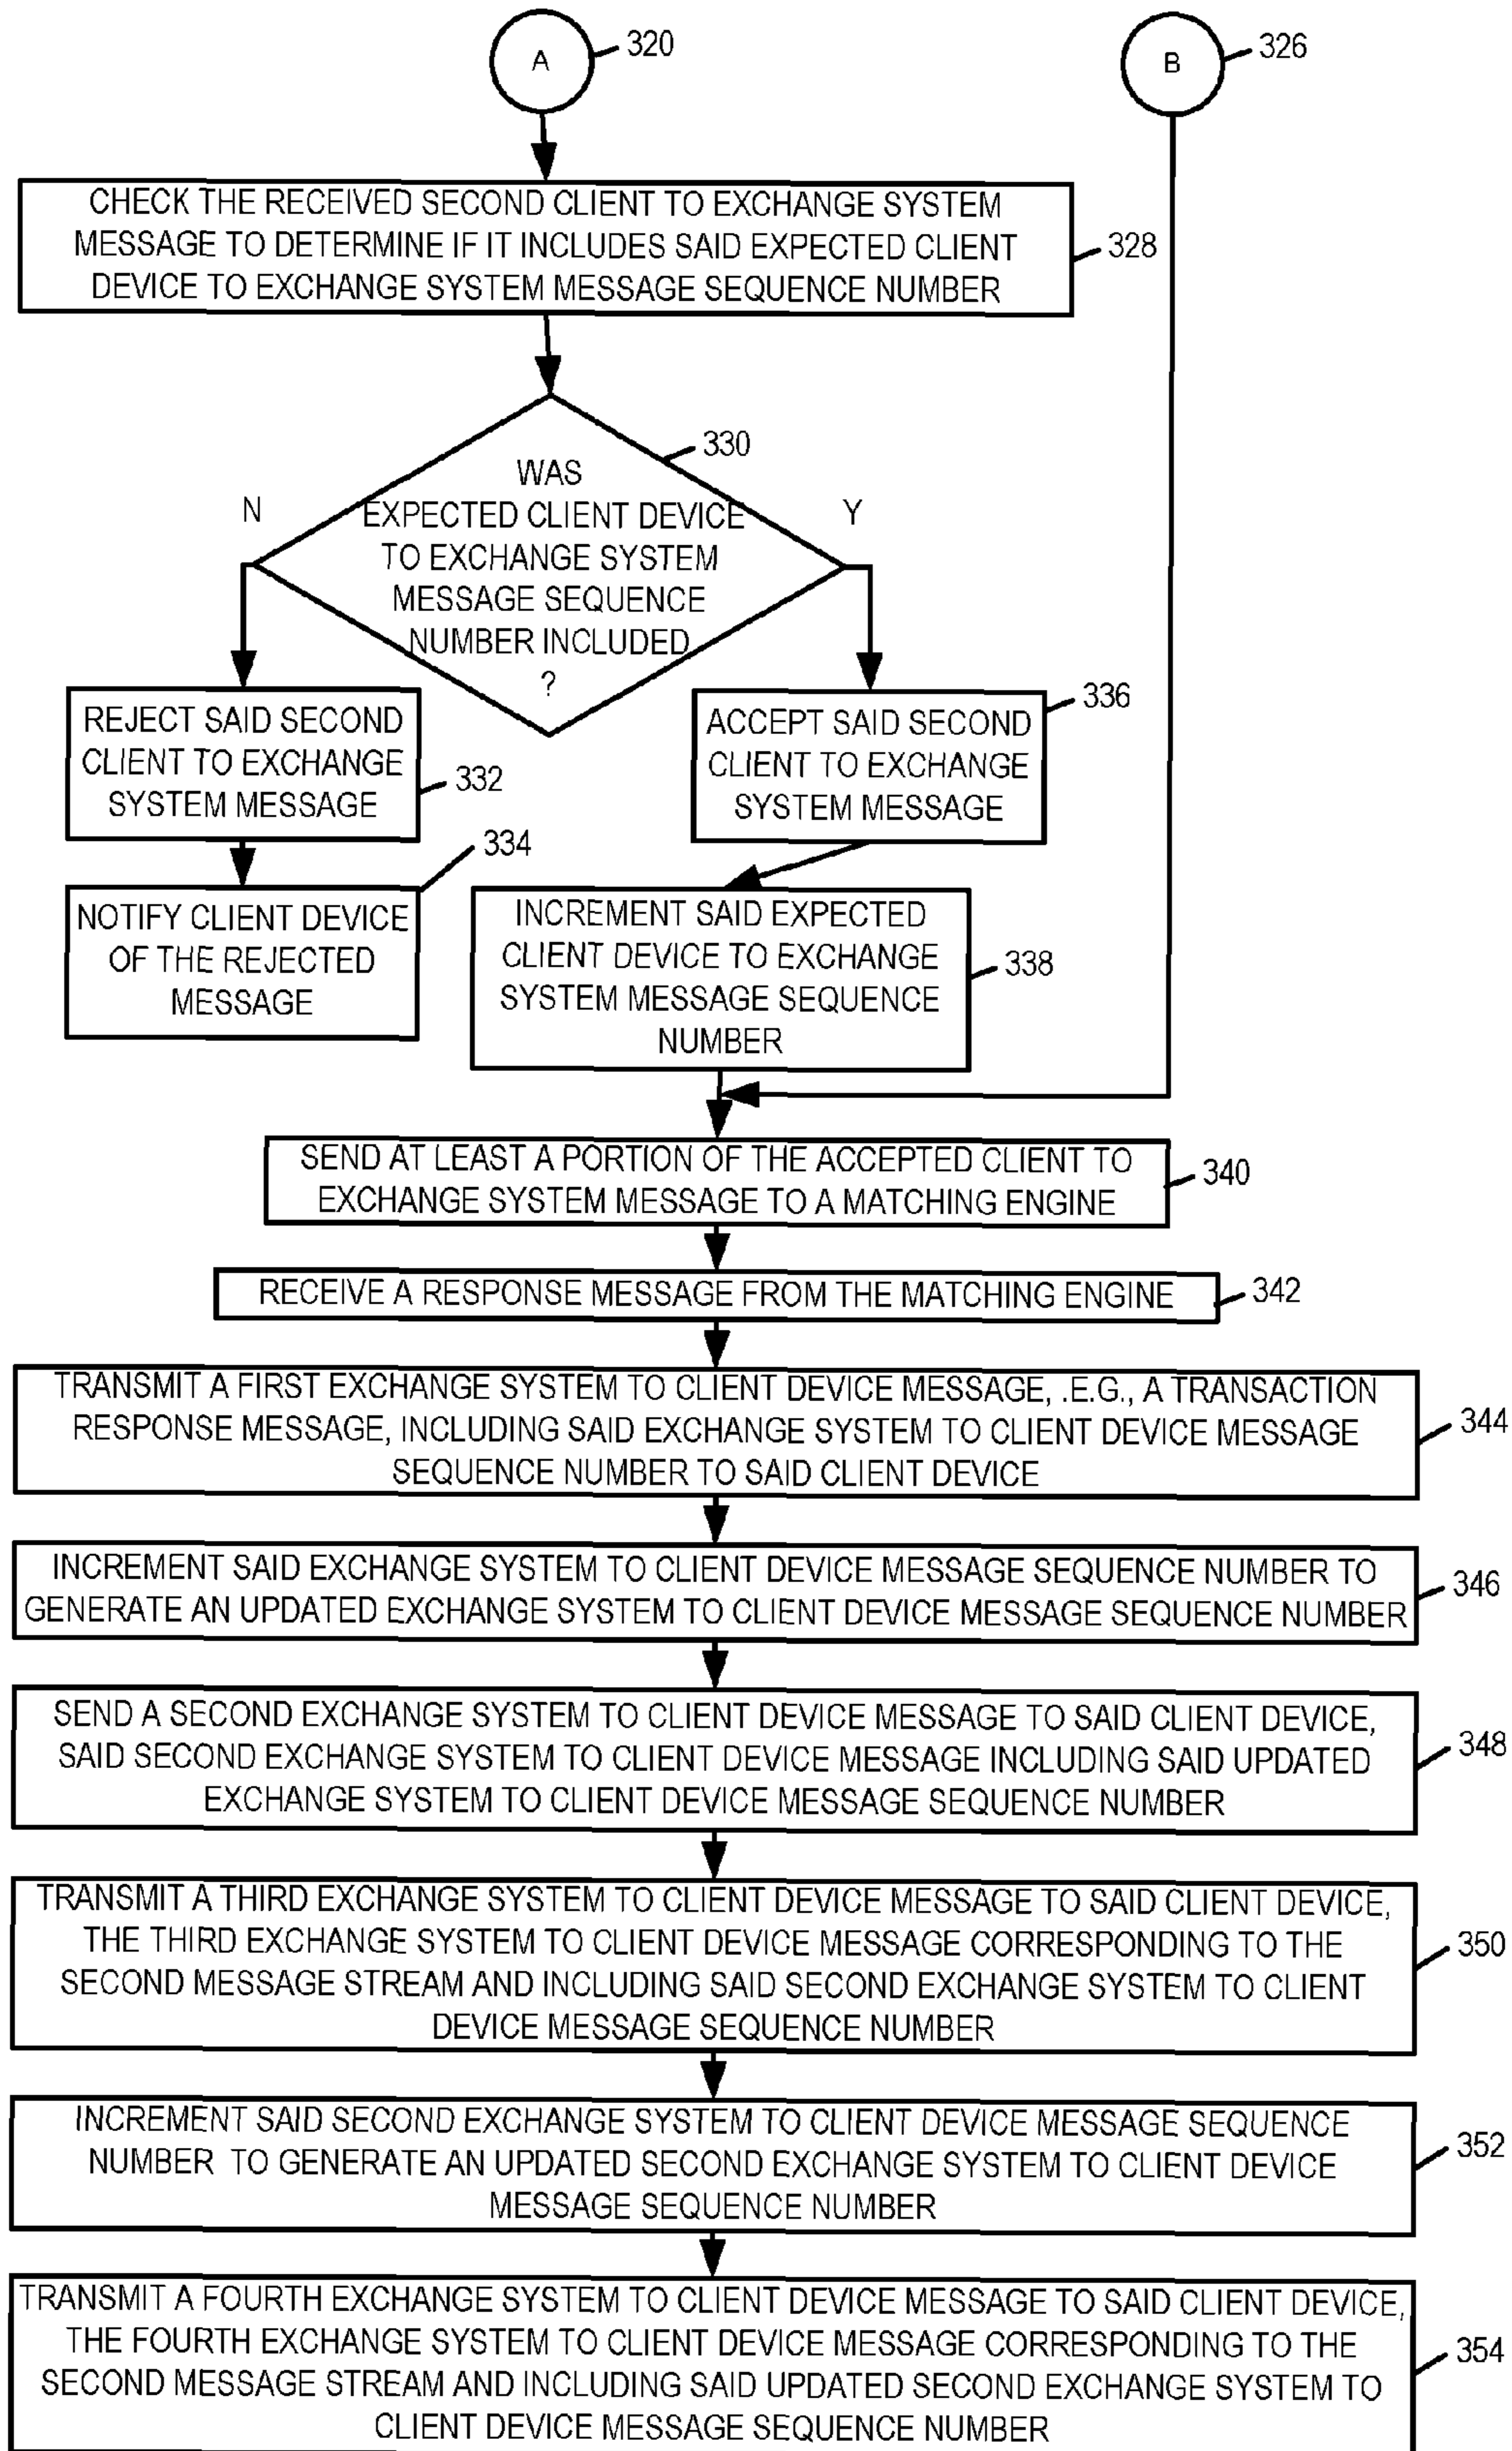 A
320
B
326
CHECK THE RECEIVED SECOND CLIENT TO EXCHANGE SYSTEM
MESSAGE TO DETERMINE IF IT INCLUDES SAID EXPECTED CLIENT
DEVICE TO EXCHANGE SYSTEM MESSAGE SEQUENCE NUMBER
328
330
WAS
EXPECTED CLIENT DEVICE
TO EXCHANGE SYSTEM
MESSAGE SEQUENCE
NUMBER INCLUDED
?
N
Y
REJECT SAID SECOND
CLIENT TO EXCHANGE
SYSTEM MESSAGE
332
336
ACCEPT SAID SECOND
CLIENT TO EXCHANGE
SYSTEM MESSAGE
334
NOTIFY CLIENT DEVICE
OF THE REJECTED
MESSAGE
INCREMENT SAID EXPECTED
CLIENT DEVICE TO EXCHANGE
SYSTEM MESSAGE SEQUENCE
NUMBER
338
SEND AT LEAST A PORTION OF THE ACCEPTED CLIENT TO
EXCHANGE SYSTEM MESSAGE TO A MATCHING ENGINE
340
RECEIVE A RESPONSE MESSAGE FROM THE MATCHING ENGINE
342
TRANSMIT A FIRST EXCHANGE SYSTEM TO CLIENT DEVICE MESSAGE, .E.G., A TRANSACTION
RESPONSE MESSAGE, INCLUDING SAID EXCHANGE SYSTEM TO CLIENT DEVICE MESSAGE
SEQUENCE NUMBER TO SAID CLIENT DEVICE
344
INCREMENT SAID EXCHANGE SYSTEM TO CLIENT DEVICE MESSAGE SEQUENCE NUMBER TO
GENERATE AN UPDATED EXCHANGE SYSTEM TO CLIENT DEVICE MESSAGE SEQUENCE NUMBER
346
SEND A SECOND EXCHANGE SYSTEM TO CLIENT DEVICE MESSAGE TO SAID CLIENT DEVICE,
SAID SECOND EXCHANGE SYSTEM TO CLIENT DEVICE MESSAGE INCLUDING SAID UPDATED
EXCHANGE SYSTEM TO CLIENT DEVICE MESSAGE SEQUENCE NUMBER
348
TRANSMIT A THIRD EXCHANGE SYSTEM TO CLIENT DEVICE MESSAGE TO SAID CLIENT DEVICE,
THE THIRD EXCHANGE SYSTEM TO CLIENT DEVICE MESSAGE CORRESPONDING TO THE
SECOND MESSAGE STREAM AND INCLUDING SAID SECOND EXCHANGE SYSTEM TO CLIENT
DEVICE MESSAGE SEQUENCE NUMBER
350
INCREMENT SAID SECOND EXCHANGE SYSTEM TO CLIENT DEVICE MESSAGE SEQUENCE
NUMBER TO GENERATE AN UPDATED SECOND EXCHANGE SYSTEM TO CLIENT DEVICE
MESSAGE SEQUENCE NUMBER
352
TRANSMIT A FOURTH EXCHANGE SYSTEM TO CLIENT DEVICE MESSAGE TO SAID CLIENT DEVICE,
THE FOURTH EXCHANGE SYSTEM TO CLIENT DEVICE MESSAGE CORRESPONDING TO THE
SECOND MESSAGE STREAM AND INCLUDING SAID UPDATED SECOND EXCHANGE SYSTEM TO
CLIENT DEVICE MESSAGE SEQUENCE NUMBER
354